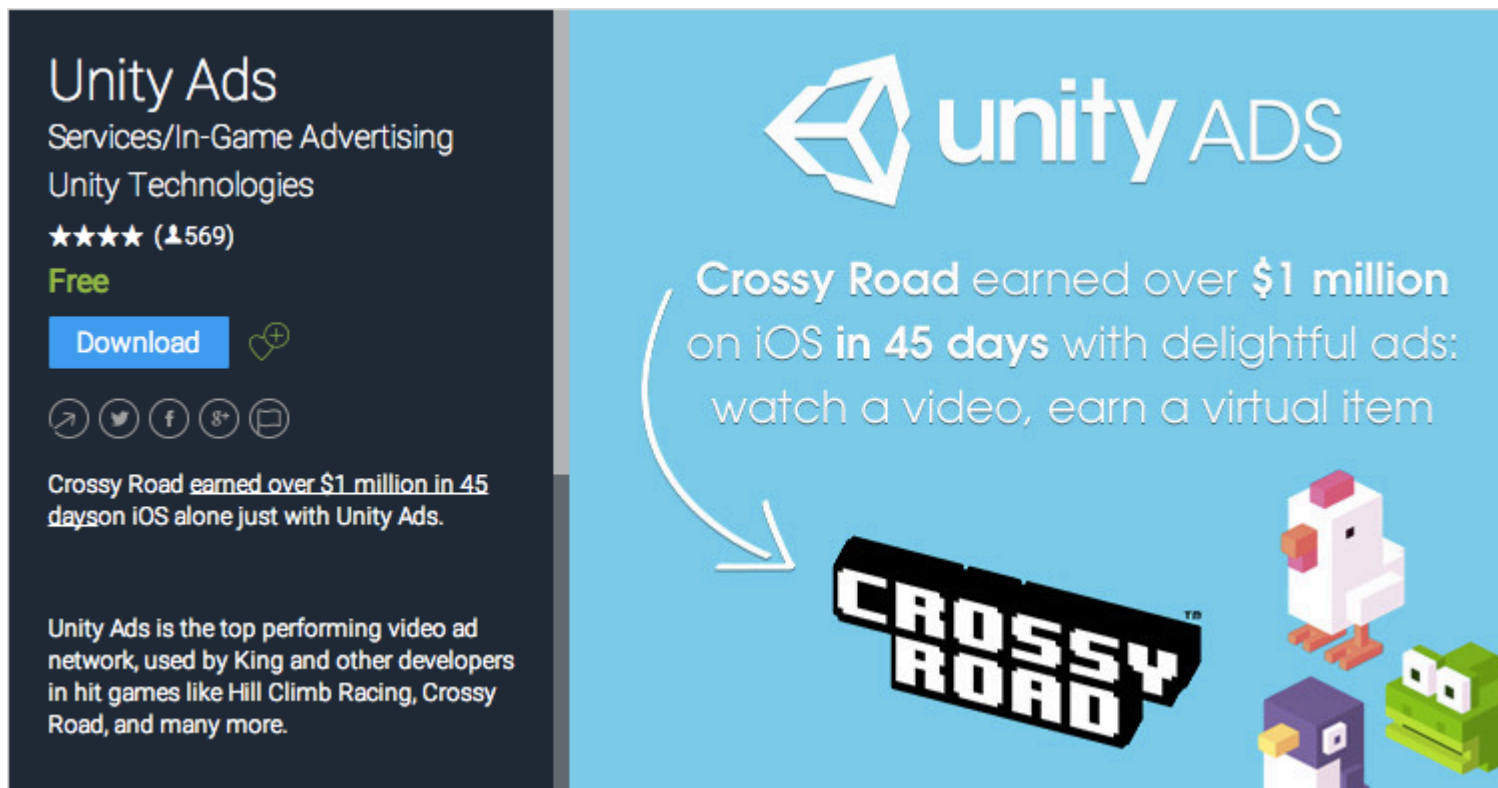 Unity Ads
Services/In-Game Advertising
Unity Technologies
★★★★ (569)
Free
Download
Crossy Road earned over $1 million in 45
dayson iOS alone just with Unity Ads.
Unity Ads is the top performing video ad
network, used by King and other developers
in hit games like Hill Climb Racing, Crossy
Road, and many more.
unity ADS
Crossy Road earned over $1 million
on iOS in 45 days with delightful ads:
watch a video, earn a virtual item
CROSSY
ROAD
TM